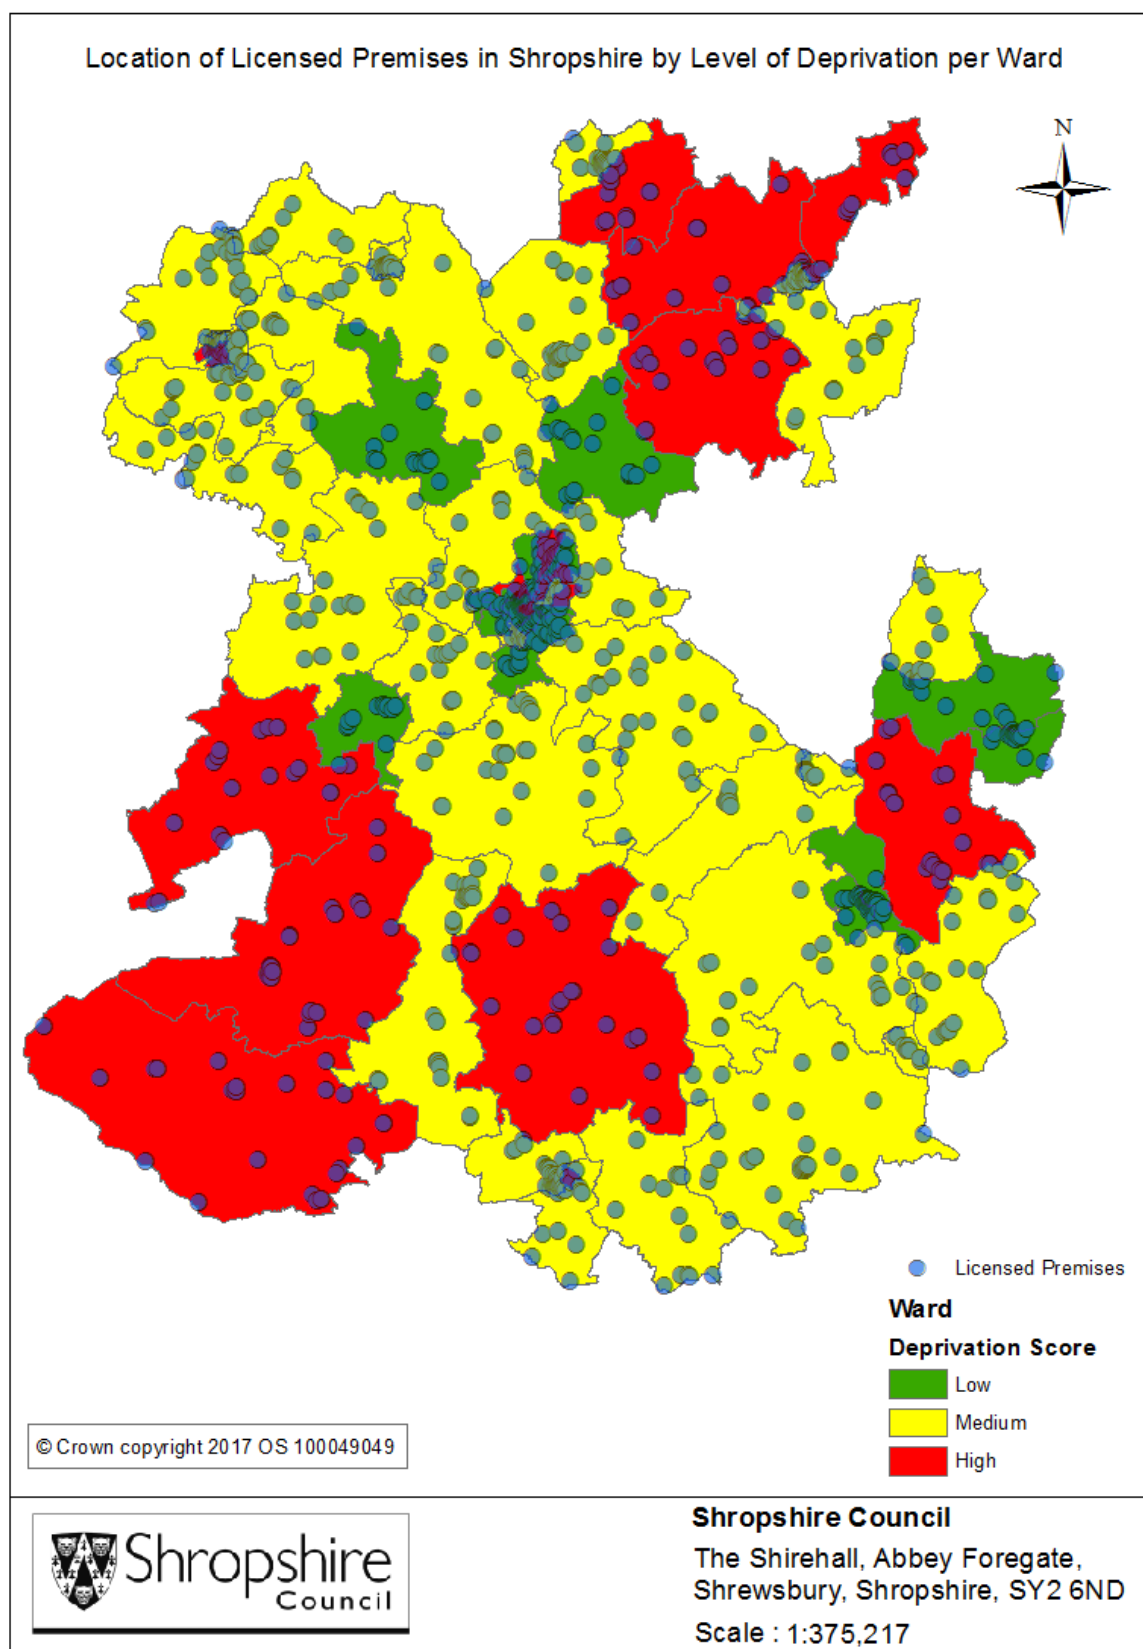 Location of Licensed Premises in Shropshire by Level of Deprivation per Ward
N
Licensed Premises
Ward
Deprivation Score
Low
Medium
High
© Crown copyright 2017 OS 100049049
Shropshire
Council
Shropshire Council
The Shirehall, Abbey Foregate,
Shrewsbury, Shropshire, SY2 6ND
Scale : 1:375,217